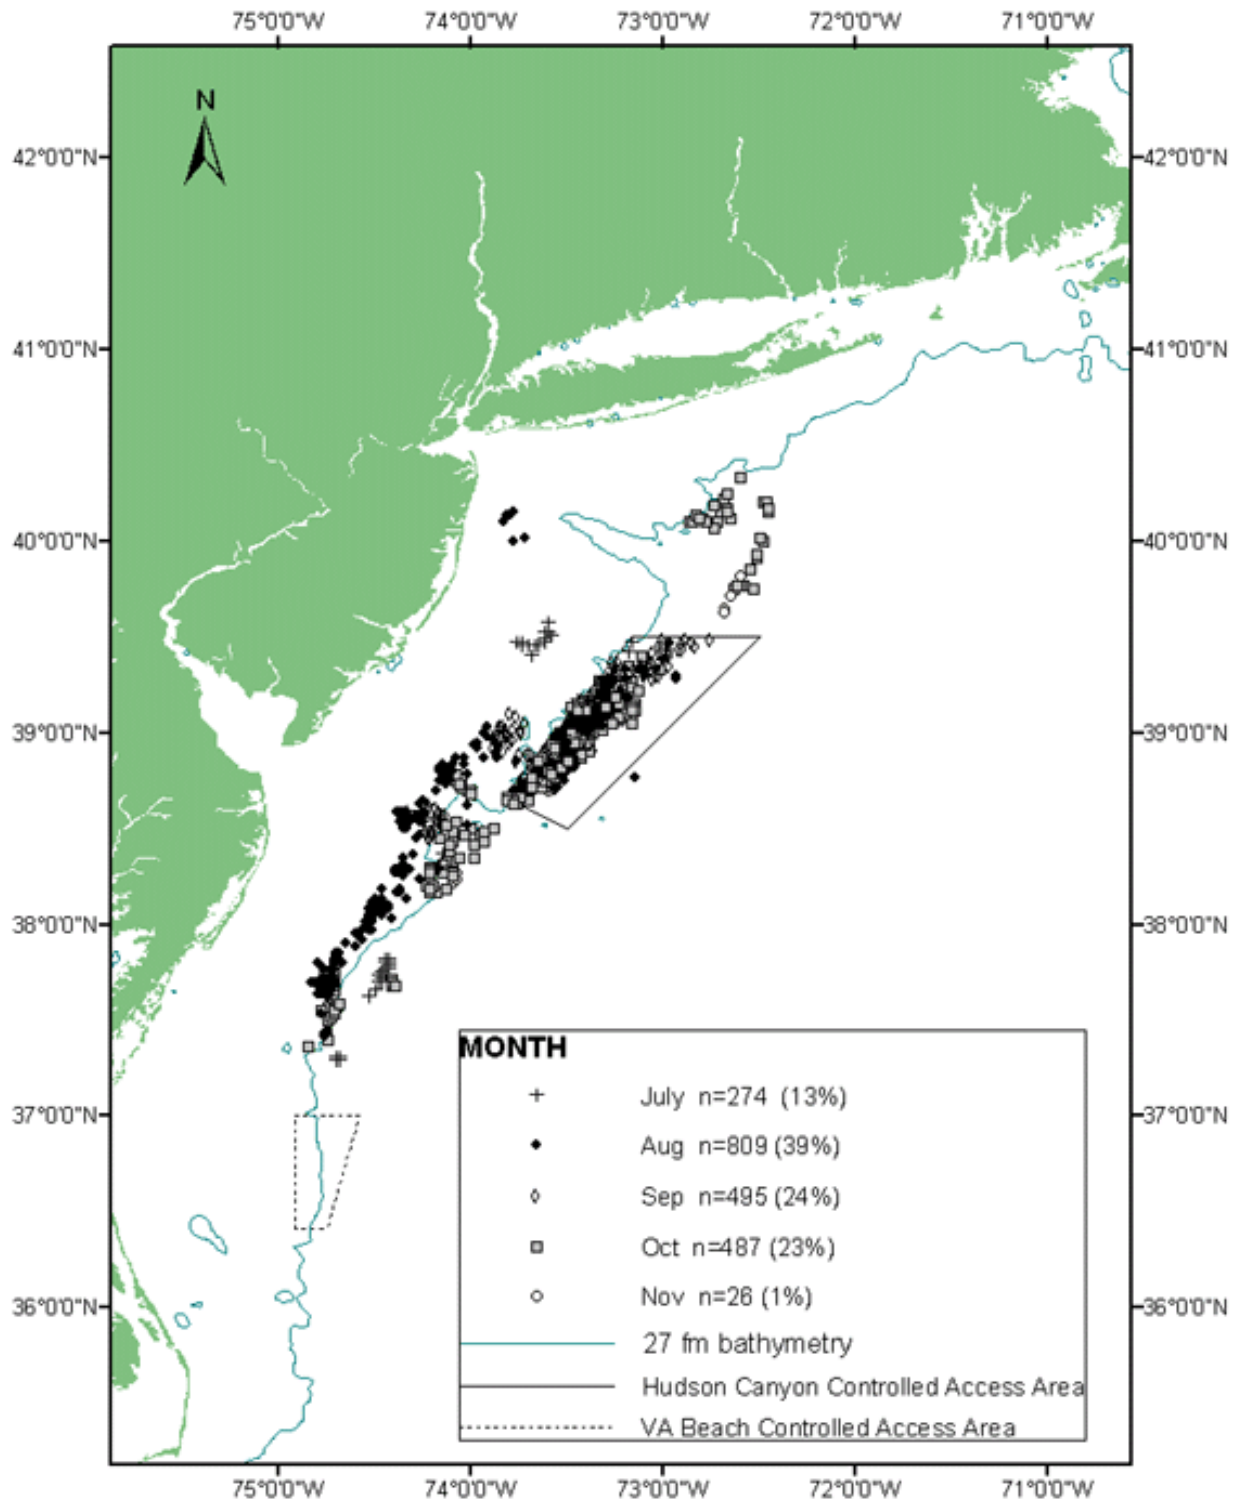 75°0'0"W 74°0'0"W 73°0'0"W 72°0'0"W 71°0'0"W
N
42°0'0"N 42°0'0"N
41°0'0"N 41°0'0"N
40°0'0"N 40°0'0"N
39°0'0"N 39°0'0"N
38°0'0"N 38°0'0"N
37°0'0"N 37°0'0"N
36°0'0"N 36°0'0"N
MONTH
July n=274 (13%)
Aug n=809 (39%)
Sep n=495 (24%)
Oct n=487 (23%)
Nov n=26 (1%)
27 fm bathymetry
Hudson Canyon Controlled Access Area
VA Beach Controlled Access Area
75°0'0"W 74°0'0"W 73°0'0"W 72°0'0"W 71°0'0"W